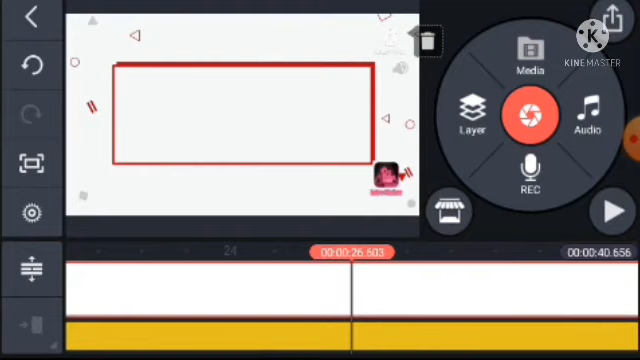 Media
KINEMASTER
Layer
Audio
REC
24
00:00:26.603
00:00:40.656